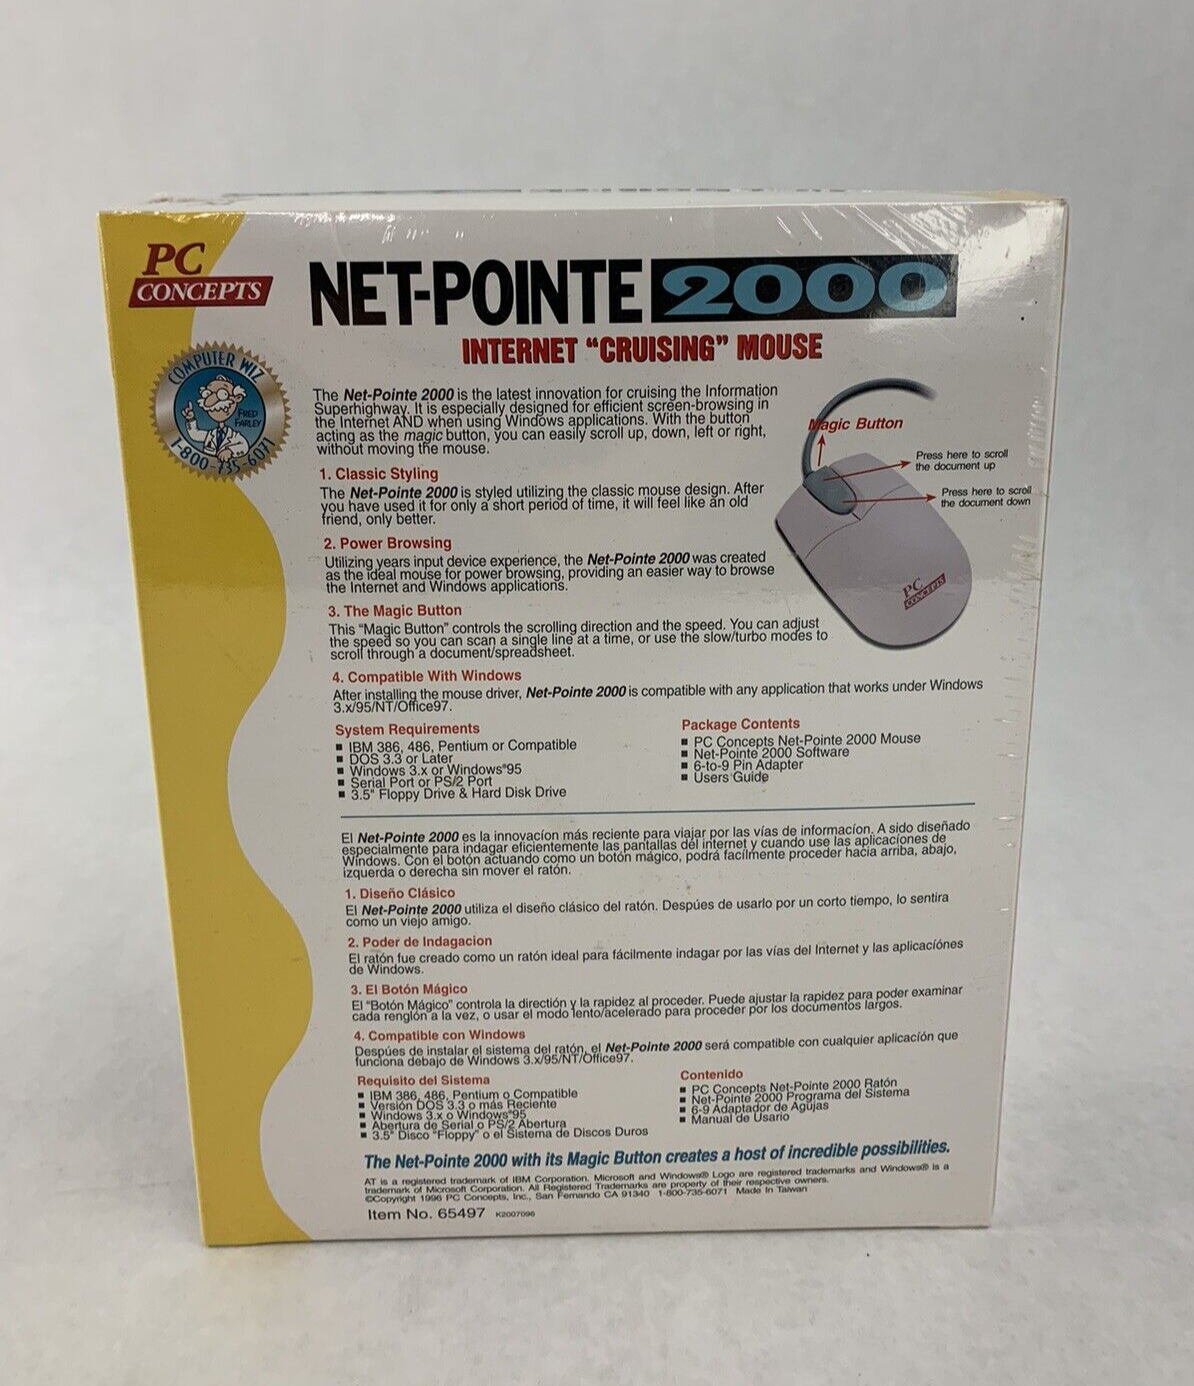 PC
CONCEPTS
NET-POINTE 2000
INTERNET “CRUISING” MOUSE
COMPUTER WIZ
FRED
FARLEY
1-800-735-6071
The Net-Pointe 2000 is the latest innovation for cruising the Information
Superhighway. It is especially designed for efficient screen-browsing in
the Internet AND when using Windows applications. With the button
acting as the magic button, you can easily scroll up, down, left or right,
without moving the mouse.
Magic Button
Press here to scroll
the document up
Press here to scroll
the document down
PC
CONCEPTS
1. Classic Styling
The Net-Pointe 2000 is styled utilizing the classic mouse design. After
you have used it for only a short period of time, it will feel like an old
friend, only better.
2. Power Browsing
Utilizing years input device experience, the Net-Pointe 2000 was created
as the ideal mouse for power browsing, providing an easier way to browse
the Internet and Windows applications.
3. The Magic Button
This “Magic Button” controls the scrolling direction and the speed. You can adjust
the speed so you can scan a single line at a time, or use the slow/turbo modes to
scroll through a document/spreadsheet.
4. Compatible With Windows
After installing the mouse driver, Net-Pointe 2000 is compatible with any application that works under Windows
3.x/95/NT/Office97.
System Requirements
■ IBM 386, 486, Pentium or Compatible
■ DOS 3.3 or Later
■ Windows 3.x or Windows®95
■ Serial Port or PS/2 Port
■ 3.5" Floppy Drive & Hard Disk Drive
Package Contents
■ PC Concepts Net-Pointe 2000 Mouse
■ Net-Pointe 2000 Software
■ 6-to-9 Pin Adapter
■ Users Guide
El Net-Pointe 2000 es la innovacíon más reciente para viajar por las vías de informacíon. A sido diseñado
especialmente para indagar eficientemente las pantallas del internet y cuando use las aplicaciones de
Windows. Con el botón actuando como un botón mágico, podrá facílmente proceder hacia arriba, abajo,
izquerda o derecha sin mover el ratón.
1. Diseño Clásico
El Net-Pointe 2000 utiliza el diseño clásico del ratón. Despúes de usarlo por un corto tiempo, lo sentira
como un viejo amigo.
2. Poder de Indagacion
El ratón fue creado como un ratón ideal para fácilmente indagar por las vías del Internet y las aplicacíónes
de Windows.
3. El Botón Mágico
El “Botón Mágico” controla la directión y la rapidez al proceder. Puede ajustar la rapidez para poder examinar
cada renglón a la vez, o usar el modo lento/acelerado para proceder por los documentos largos.
4. Compatible con Windows
Despúes de instalar el sistema del ratón, el Net-Pointe 2000 será compatible con cualquier aplicacíón que
funciona debajo de Windows 3.x/95/NT/Office97.
Requisito del Sistema
■ IBM 386, 486, Pentium o Compatible
■ Versión DOS 3.3 o más Reciente
■ Windows 3.x o Windows®95
■ Abertura de Serial o PS/2 Abertura
■ 3.5" Disco “Floppy” o el Sistema de Discos Duros
Contenido
■ PC Concepts Net-Pointe 2000 Ratón
■ Net-Pointe 2000 Programa del Sistema
■ 6-9 Adaptador de Agujas
■ Manual de Usario
The Net-Pointe 2000 with its Magic Button creates a host of incredible possibilities.
AT is a registered trademark of IBM Corporation. Microsoft and Windows® Logo are registered trademarks and Windows® is a
trademark of Microsoft Corporation. All Registered Trademarks are property of their respective owners.
©Copyright 1996 PC Concepts, Inc., San Fernando CA 91340 1-800-735-6071 Made In Taiwan
Item No. 65497 K2007096